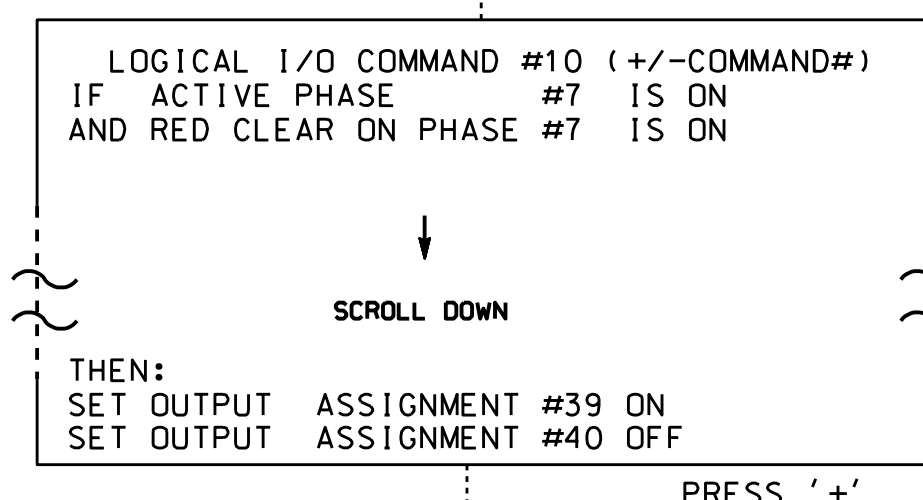 LOGICAL I/O COMMAND #10 (+/-COMMAND#)
IF ACTIVE PHASE #7 IS ON
AND RED CLEAR ON PHASE #7 IS ON
SCROLL DOWN
THEN:
SET OUTPUT ASSIGNMENT #39 ON
SET OUTPUT ASSIGNMENT #40 OFF
PRESS '+'